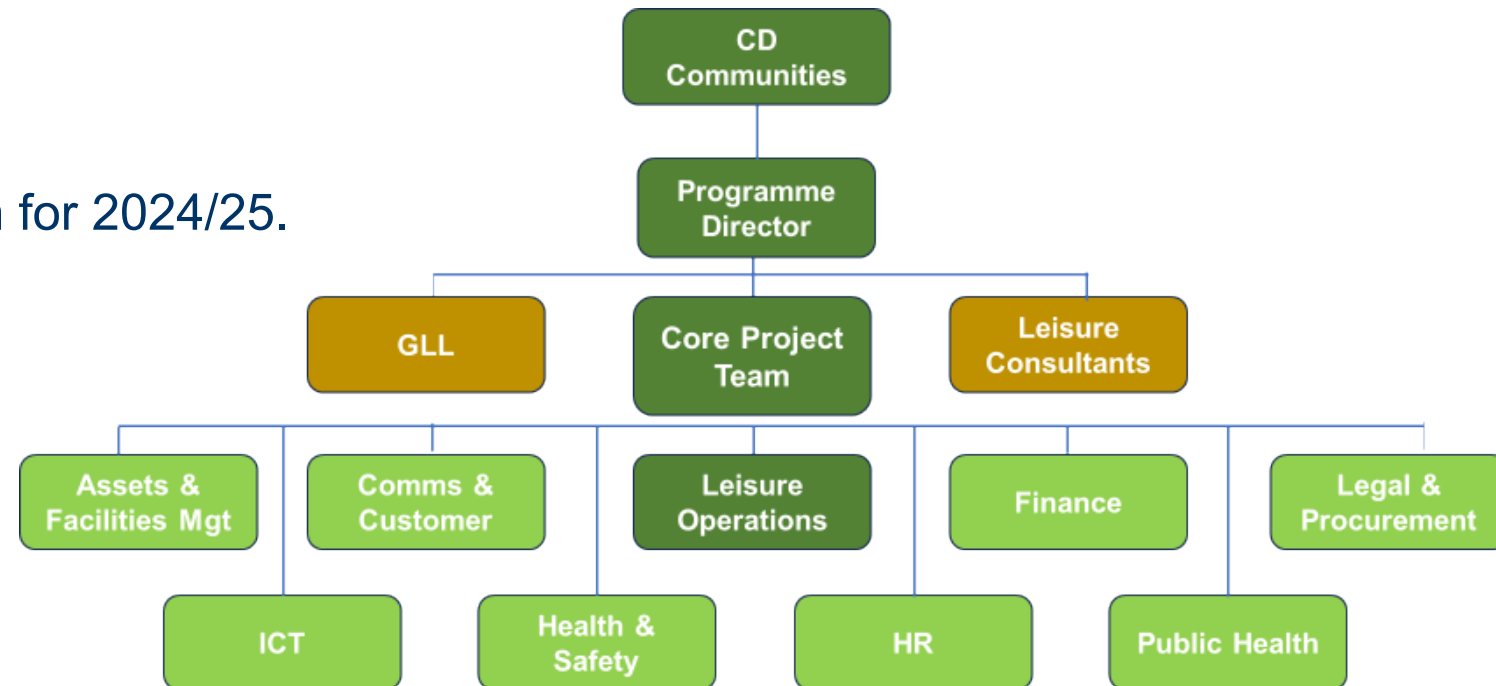 CD
Communities
Programme
Director
for 2024/25.
GLL
Core Project
Team
Leisure
Consultants
Assets &
Facilities Mgt
Comms &
Customer
Leisure
Operations
Finance
Legal &
Procurement
ICT
Health &
Safety
HR
Public Health